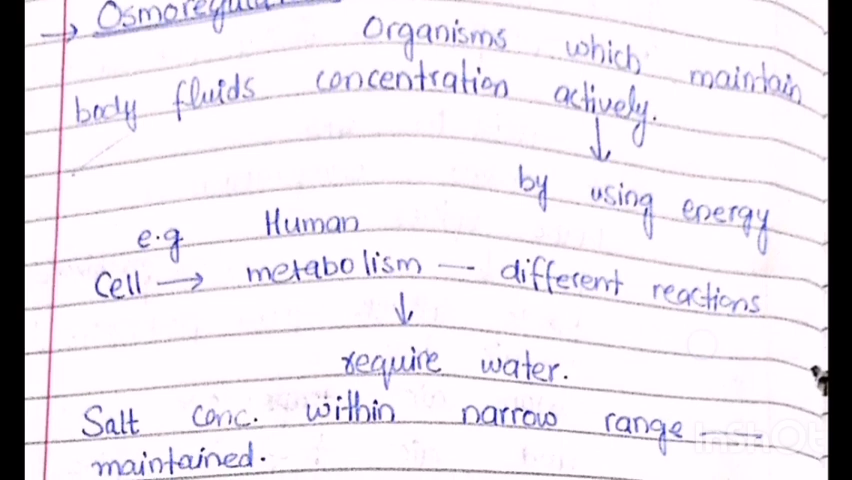 →
Organisms which maintain
body fluids concentration actively.
↓
by using energy
e.g Human
Cell → metabolism — different reactions
↓
require water.
Salt conc. within narrow range —
maintained.
InShOt